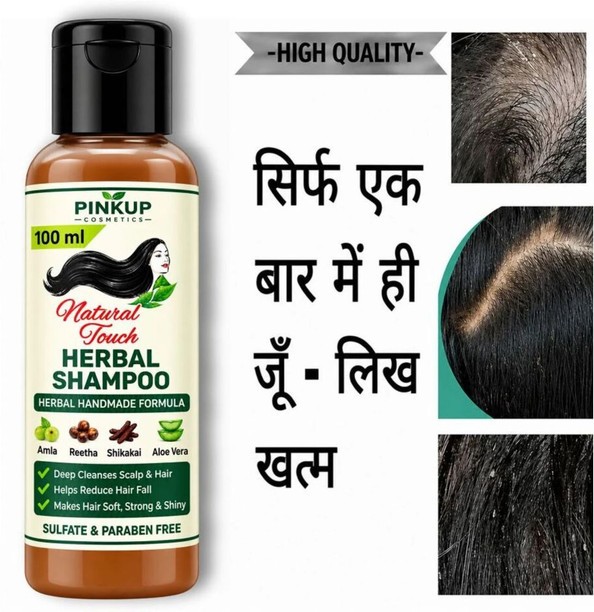 -HIGH QUALITY-
PINKUP
COSMETICS
100 ml
Natural
Touch
HERBAL
SHAMPOO
HERBAL HANDMADE FORMULA
Amla Reetha Shikakai Aloe Vera
Deep Cleanses Scalp & Hair
Helps Reduce Hair Fall
Makes Hair Soft, Strong & Shiny
SULFATE & PARABEN FREE
सिर्फ एक
बार में ही
जूँ - लिख
खत्म